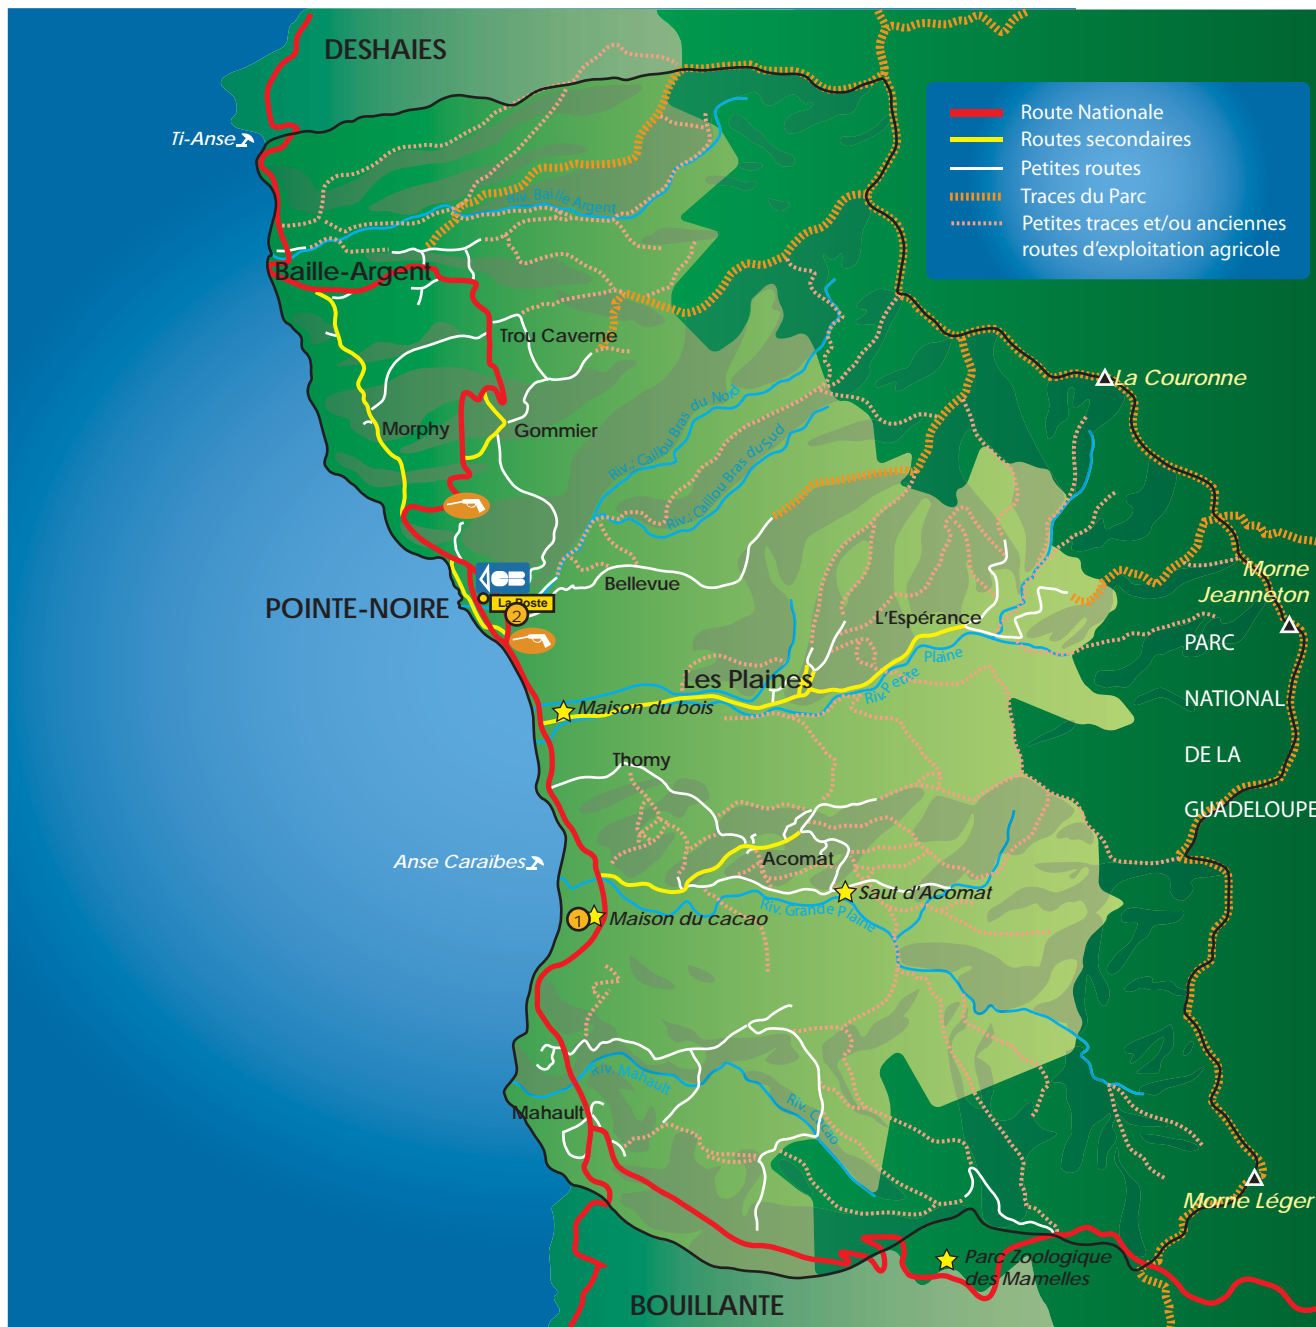 DESHAIES
Route Nationale
Routes secondaires
Petites routes
Traces du Parc
Petites traces et/ou anciennes
routes d'exploitation agricole
Ti-Anse
Riv. Baille Argent
Baille-Argent
Trou Caverne
La Couronne
Riv.: Caillou Bras du Nord
Morphy
Gommier
Riv.: Caillou Bras du Sud
Morne
Jeanneton
Bellevue
La Poste
POINTE-NOIRE
2
L'Espérance
PARC
NATIONAL
DE LA
GUADELOUPE
Les Plaines
Riv. Petite Plaine
Maison du bois
Thomy
Anse Caraïbes
Acomat
Saut d'Acomat
Riv. Grande Plaine
1
Maison du cacao
Riv. Mahault
Mahault
Riv. Cacao
Morne Léger
Parc Zoologique
des Mamelles
BOUILLANTE